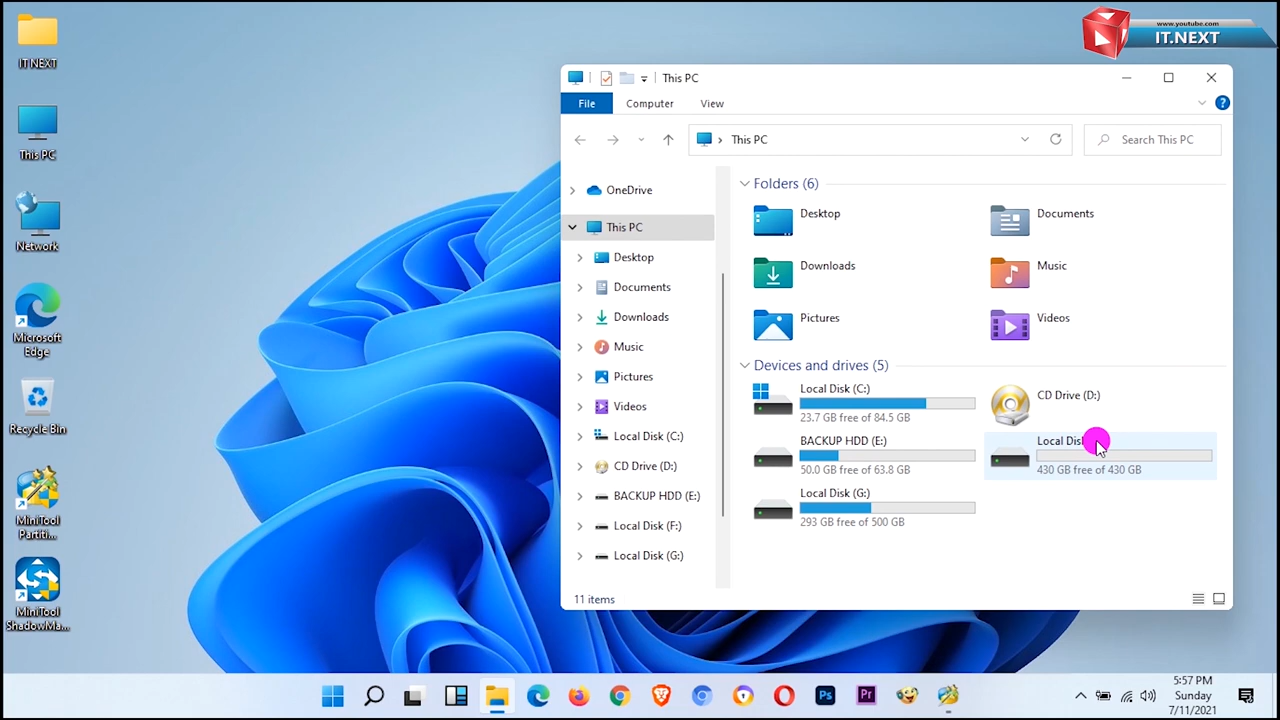 www.youtube.com
IT.NEXT
IT NEXT
This PC
Network
Microsoft
Edge
Recycle Bin
MiniTool
Partiti...
MiniTool
ShadowMa...
This PC
File
Computer
View
This PC
Search This PC
OneDrive
This PC
Desktop
Documents
Downloads
Music
Pictures
Videos
Local Disk (C:)
CD Drive (D:)
BACKUP HDD (E:)
Local Disk (F:)
Local Disk (G:)
Folders (6)
Desktop
Documents
Downloads
Music
Pictures
Videos
Devices and drives (5)
Local Disk (C:)
23.7 GB free of 84.5 GB
CD Drive (D:)
BACKUP HDD (E:)
50.0 GB free of 63.8 GB
Local
430 GB free of 430 GB
Local Disk (G:)
293 GB free of 500 GB
11 items
Ps
Pr
5:57 PM
Sunday
7/11/2021